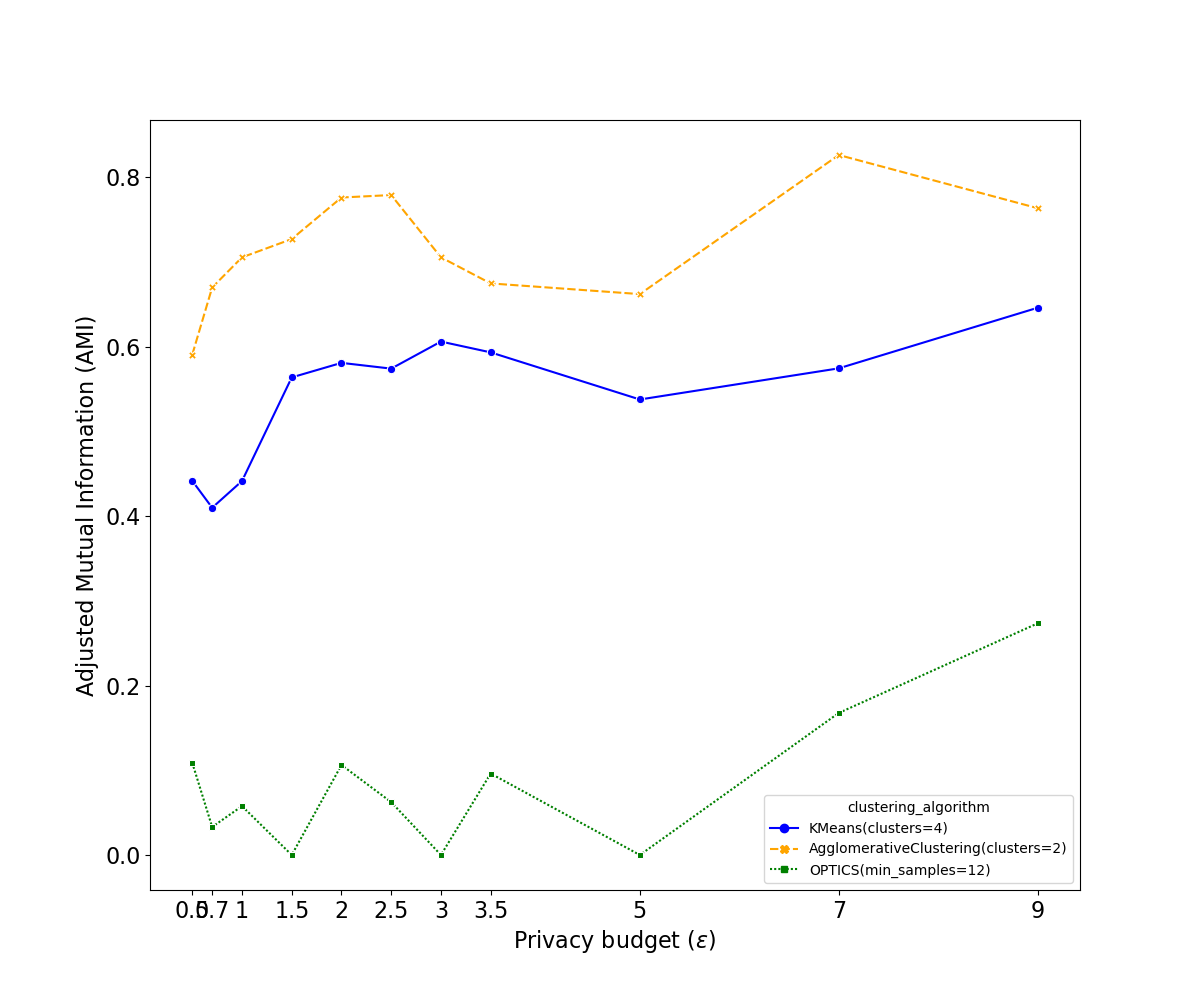 0.8
0.6
0.4
0.2
0.0
Adjusted Mutual Information (AMI)
clustering_algorithm
KMeans(clusters=4)
AgglomerativeClustering(clusters=2)
OPTICS(min_samples=12)
0.5 0.7 1 1.5 2 2.5 3 3.5 5 7 9
Privacy budget (ε)